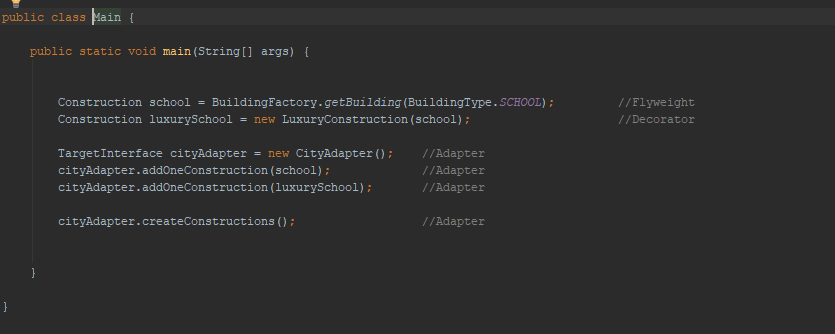 public class Main {
public static void main(String[] args) {
Construction school = BuildingFactory.getBuilding(BuildingType.SCHOOL); //Flyweight
Construction luxurySchool = new LuxuryConstruction(school); //Decorator
TargetInterface cityAdapter = new CityAdapter(); //Adapter
cityAdapter.addOneConstruction(school); //Adapter
cityAdapter.addOneConstruction(luxurySchool); //Adapter
cityAdapter.createConstructions(); //Adapter
}
}